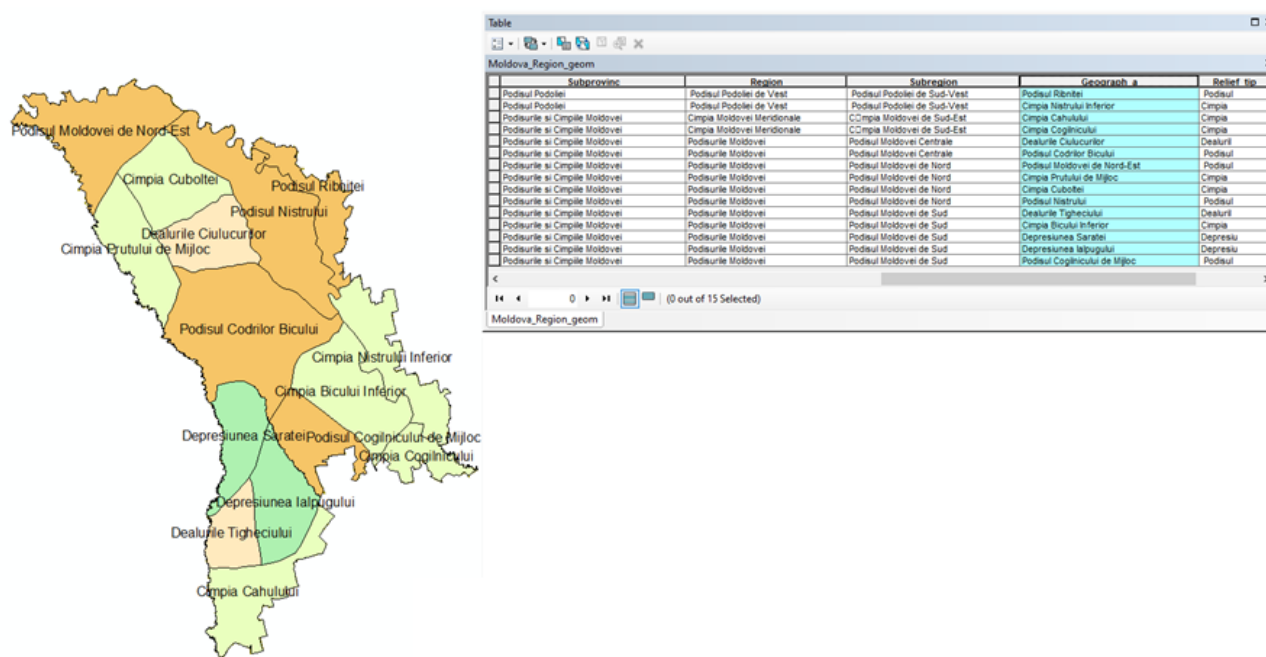 Podisul Moldovei de Nord-Est
Cimpia Cuboltei
Podisul Ribnitei
Podisul Nistrului
Dealurile Ciulucurilor
Cimpia Prutului de Mijloc
Podisul Codrilor Bicului
Cimpia Nistrului Inferior
Cimpia Bicului Inferior
Depresiunea Saratei
Podisul Cogilnicului de Mijloc
Cimpia Cogilnicului
Depresiunea Ialpugului
Dealurile Tigheciului
Cimpia Cahulului
Table
Moldova_Region_geom
Subprovinc Region Subregion Geograph_a Relief_tip
Podisul Podoliei Podisul Podoliei de Vest Podisul Podoliei de Sud-Vest Podisul Ribnitei Podisul
Podisul Podoliei Podisul Podoliei de Vest Podisul Podoliei de Sud-Vest Cimpia Nistrului Inferior Cimpia
Podisurile si Cimpiile Moldovei Cimpia Moldovei Meridionale C□mpia Moldovei de Sud-Est Cimpia Cahulului Cimpia
Podisurile si Cimpiile Moldovei Cimpia Moldovei Meridionale C□mpia Moldovei de Sud-Est Cimpia Cogilnicului Cimpia
Podisurile si Cimpiile Moldovei Podisurile Moldovei Podisul Moldovei Centrale Dealurile Ciulucurilor Dealuril
Podisurile si Cimpiile Moldovei Podisurile Moldovei Podisul Moldovei Centrale Podisul Codrilor Bicului Podisul
Podisurile si Cimpiile Moldovei Podisurile Moldovei Podisul Moldovei de Nord Podisul Moldovei de Nord-Est Podisul
Podisurile si Cimpiile Moldovei Podisurile Moldovei Podisul Moldovei de Nord Cimpia Prutului de Mijloc Cimpia
Podisurile si Cimpiile Moldovei Podisurile Moldovei Podisul Moldovei de Nord Cimpia Cuboltei Cimpia
Podisurile si Cimpiile Moldovei Podisurile Moldovei Podisul Moldovei de Nord Podisul Nistrului Podisul
Podisurile si Cimpiile Moldovei Podisurile Moldovei Podisul Moldovei de Sud Dealurile Tigheciului Dealuril
Podisurile si Cimpiile Moldovei Podisurile Moldovei Podisul Moldovei de Sud Cimpia Bicului Inferior Cimpia
Podisurile si Cimpiile Moldovei Podisurile Moldovei Podisul Moldovei de Sud Depresiunea Saratei Depresiu
Podisurile si Cimpiile Moldovei Podisurile Moldovei Podisul Moldovei de Sud Depresiunea Ialpugului Depresiu
Podisurile si Cimpiile Moldovei Podisurile Moldovei Podisul Moldovei de Sud Podisul Cogilnicului de Mijloc Podisul
0 (0 out of 15 Selected)
Moldova_Region_geom